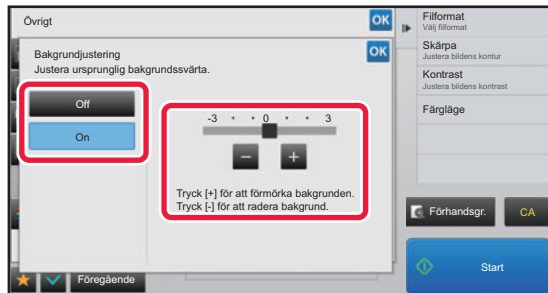 Övrigt
OK
Bakgrundjustering
Justera ursprunglig bakgrundssvärta.
OK
Off
On
-3 · · 0 · · 3
− +
Tryck [+] för att förmörka bakgrunden.
Tryck [-] för att radera bakgrund.
Föregående
Filformat
Välj filformat
Skärpa
Justera bildens kontur
Kontrast
Justera bildens kontrast
Färgläge
Förhandsgr.
CA
Start